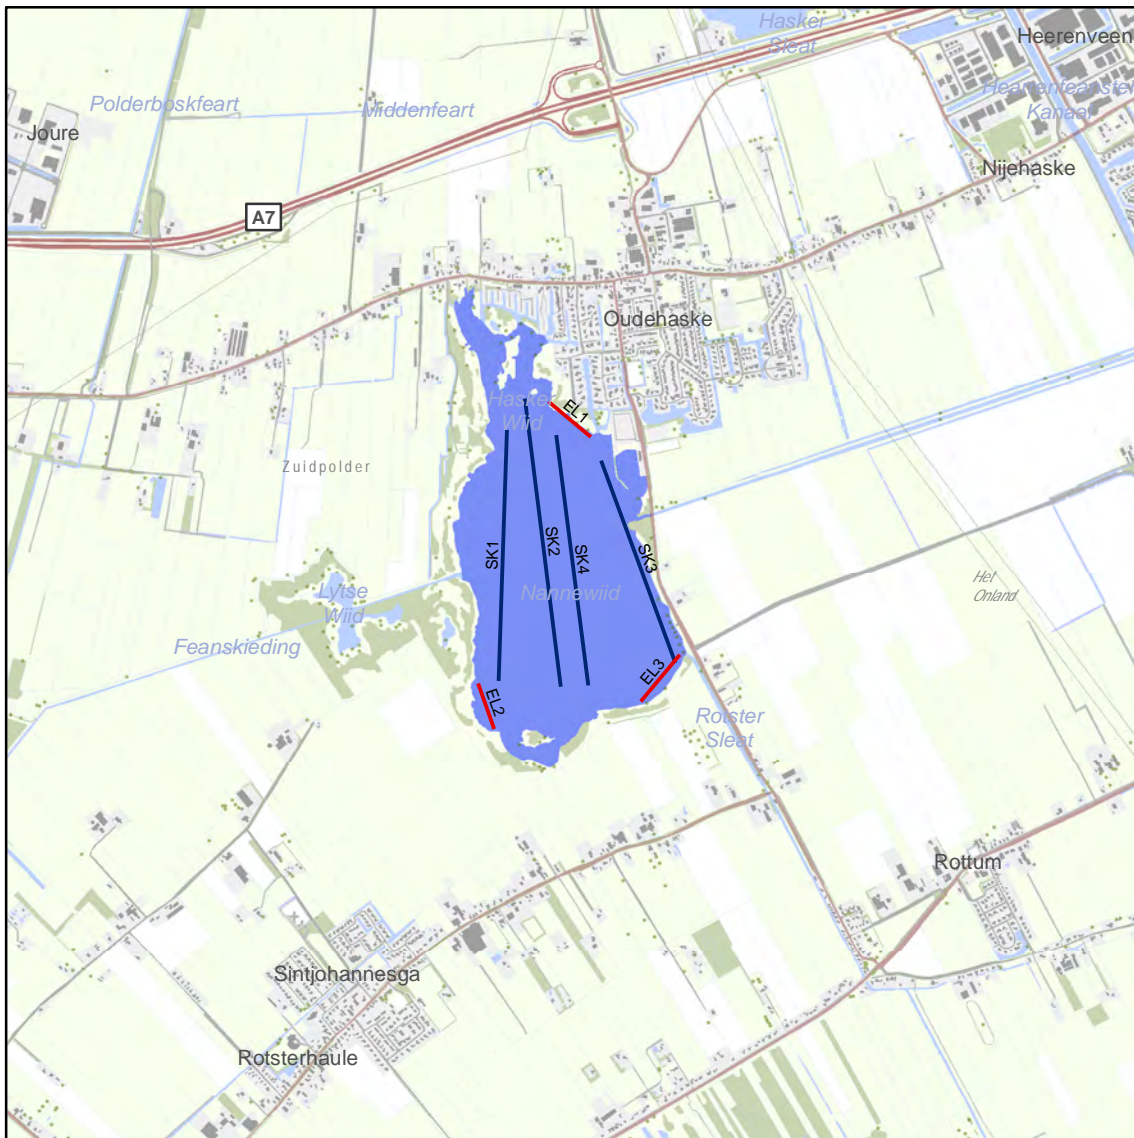 Hasker
Sleat
Heerenveen
Polderboskfeart
Middenfeart
Heerenfeanster
Kanaal
Joure
Nijehaske
A7
Oudehaske
Hasker
Wiid
EL1
Zuidpolder
SK1
SK2
SK4
SK3
Nannewiid
Lytse
Wiid
Het
Onland
Feanskieding
EL3
EL2
Rotster
Sleat
Rottum
Sintjohannesga
Rotsterhaule